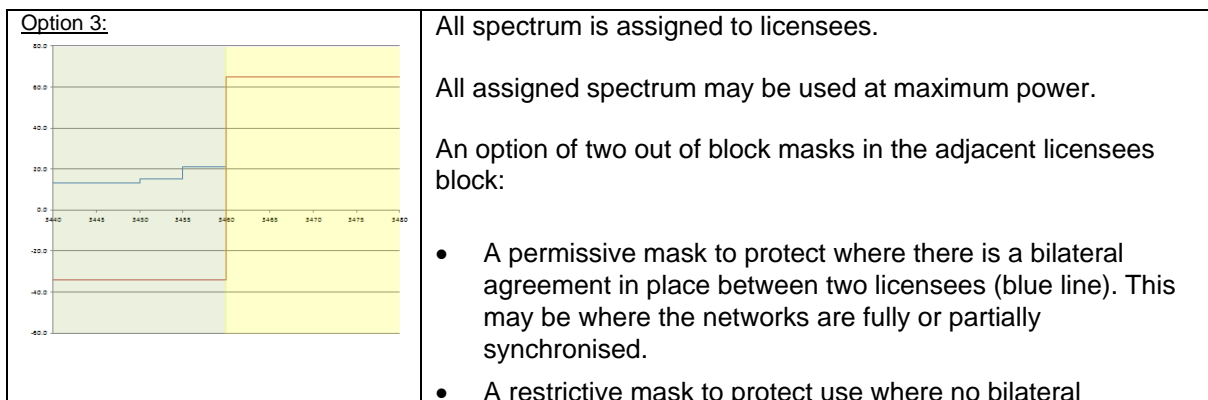 Option 3:
80.0
60.0
40.0
20.0
0.0
3440 3445 3450 3455 3460 3465 3470 3475 3480
-20.0
-40.0
-60.0
All spectrum is assigned to licensees.
All assigned spectrum may be used at maximum power.
An option of two out of block masks in the adjacent licensees
block:
• A permissive mask to protect where there is a bilateral
agreement in place between two licensees (blue line). This
may be where the networks are fully or partially
synchronised.
• A restrictive mask to protect use where no bilateral